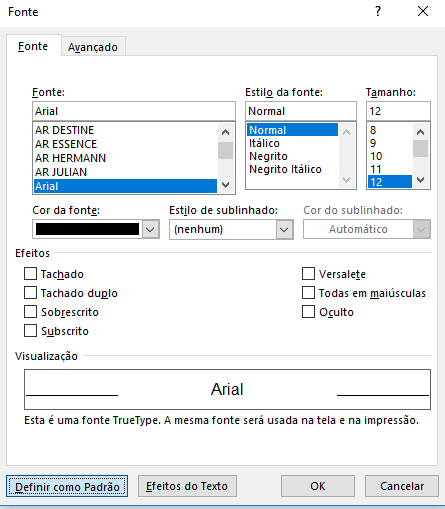 Fonte
?
Fonte Avançado
Fonte: Estilo da fonte: Tamanho:
Arial Normal 12
AR DESTINE Normal 8
AR ESSENCE Itálico 9
AR HERMANN Negrito 10
AR JULIAN Negrito Itálico 11
Arial 12
Cor da fonte: Estilo de sublinhado: Cor do sublinhado:
(nenhum) Automático
Efeitos
Tachado Versalete
Tachado duplo Todas em maiúsculas
Sobrescrito Oculto
Subscrito
Visualização
Arial
Esta é uma fonte TrueType. A mesma fonte será usada na tela e na impressão.
Definir como Padrão Efeitos do Texto OK Cancelar